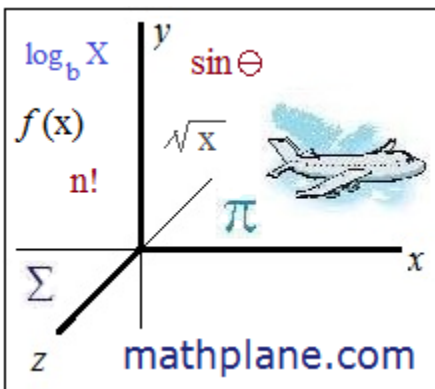 log_b X
y
sin Θ
f(x)
√x
n!
π
x
Σ
z
mathplane.com